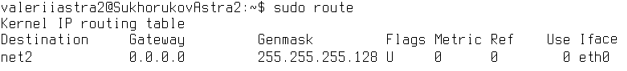 valeriiastra2@SukhorukovAstra2:~$ sudo route
Kernel IP routing table
Destination     Gateway         Genmask         Flags Metric Ref    Use Iface
net2            0.0.0.0         255.255.255.128 U     0      0        0 eth0